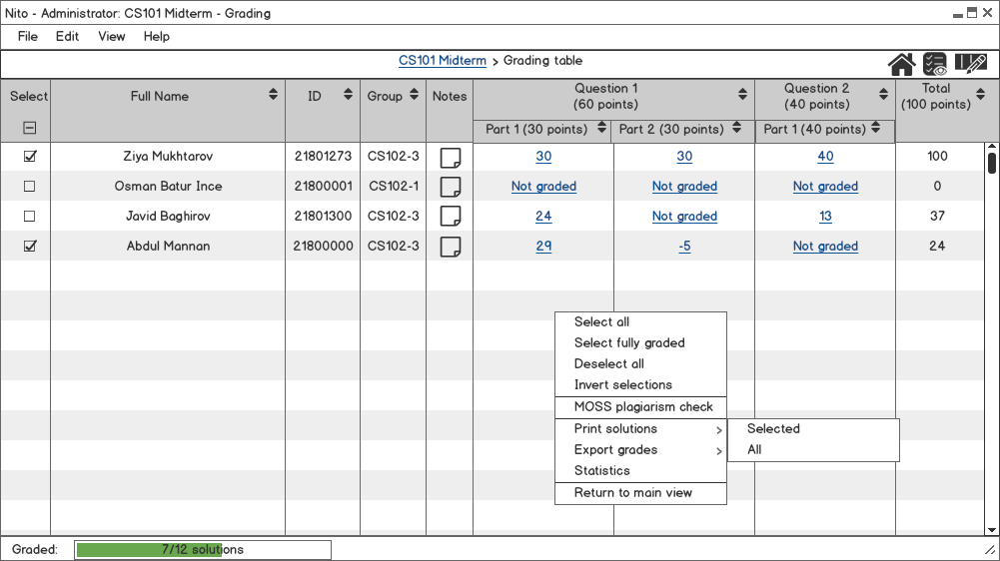 Nito - Administrator: CS101 Midterm - Grading
File Edit View Help
CS101 Midterm > Grading table
Select Full Name ID Group Notes Question 1 (60 points) Question 2 (40 points) Total (100 points)
Part 1 (30 points) Part 2 (30 points) Part 1 (40 points)
Ziya Mukhtarov 21801273 CS102-3 30 30 40 100
Osman Batur Ince 21800001 CS102-1 Not graded Not graded Not graded 0
Javid Baghirov 21801300 CS102-3 24 Not graded 13 37
Abdul Mannan 21800000 CS102-3 29 -5 Not graded 24
Select all
Select fully graded
Deselect all
Invert selections
MOSS plagiarism check
Print solutions > Selected
Export grades > All
Statistics
Return to main view
Graded: 7/12 solutions